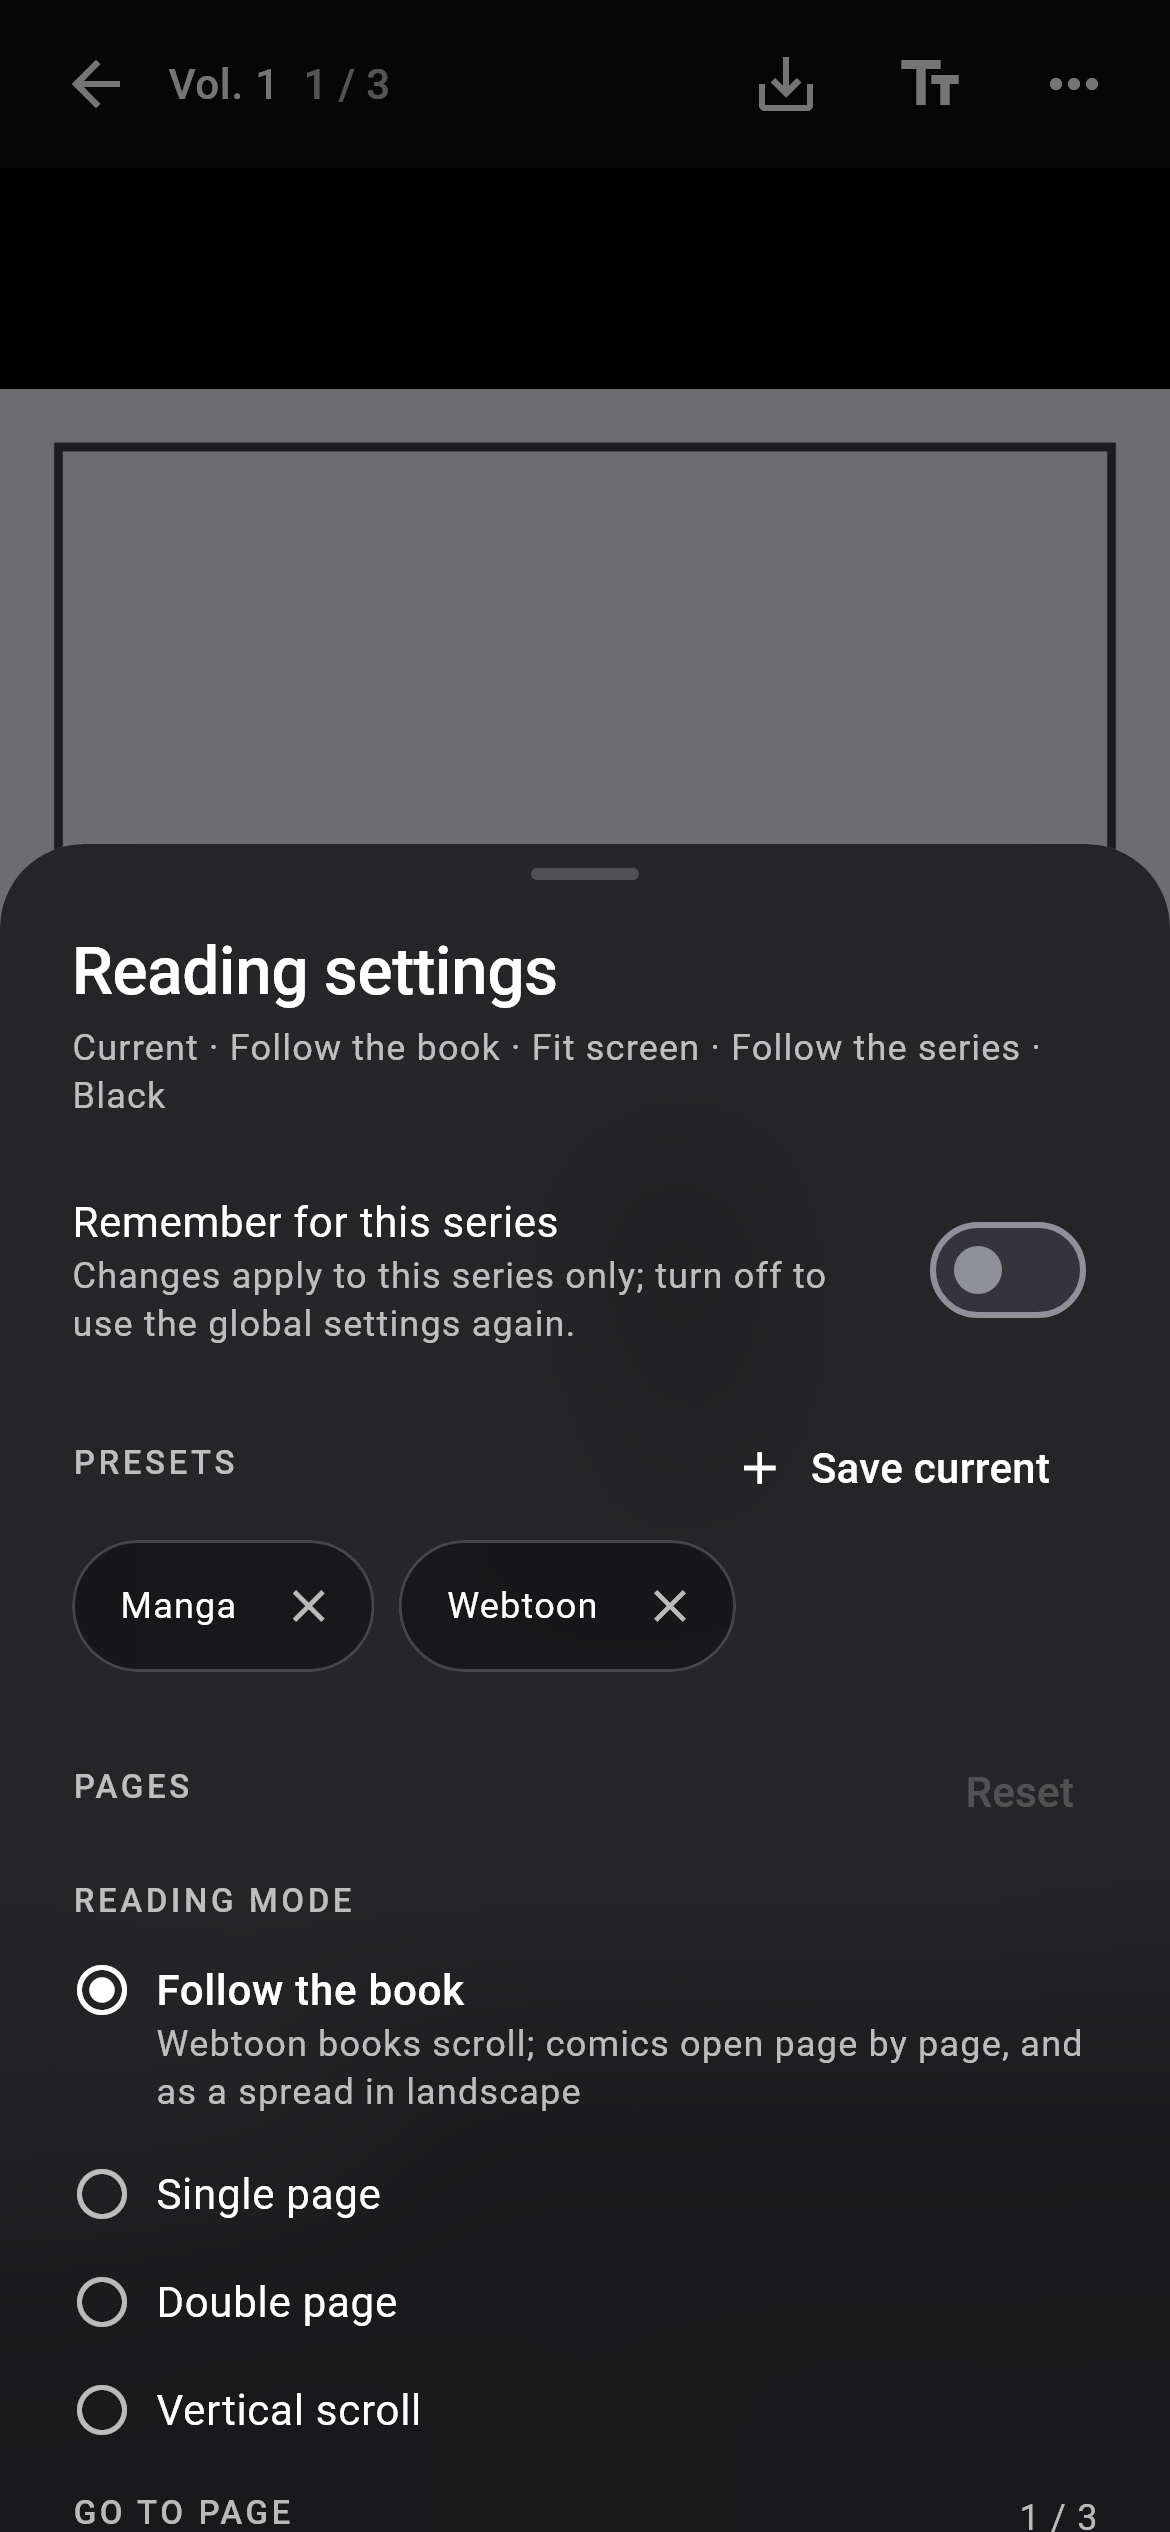 Vol. 1 1 / 3
Reading settings
Current · Follow the book · Fit screen · Follow the series ·
Black
Remember for this series
Changes apply to this series only; turn off to
use the global settings again.
PRESETS
Save current
Manga
Webtoon
PAGES
Reset
READING MODE
Follow the book
Webtoon books scroll; comics open page by page, and
as a spread in landscape
Single page
Double page
Vertical scroll
GO TO PAGE
1 / 3